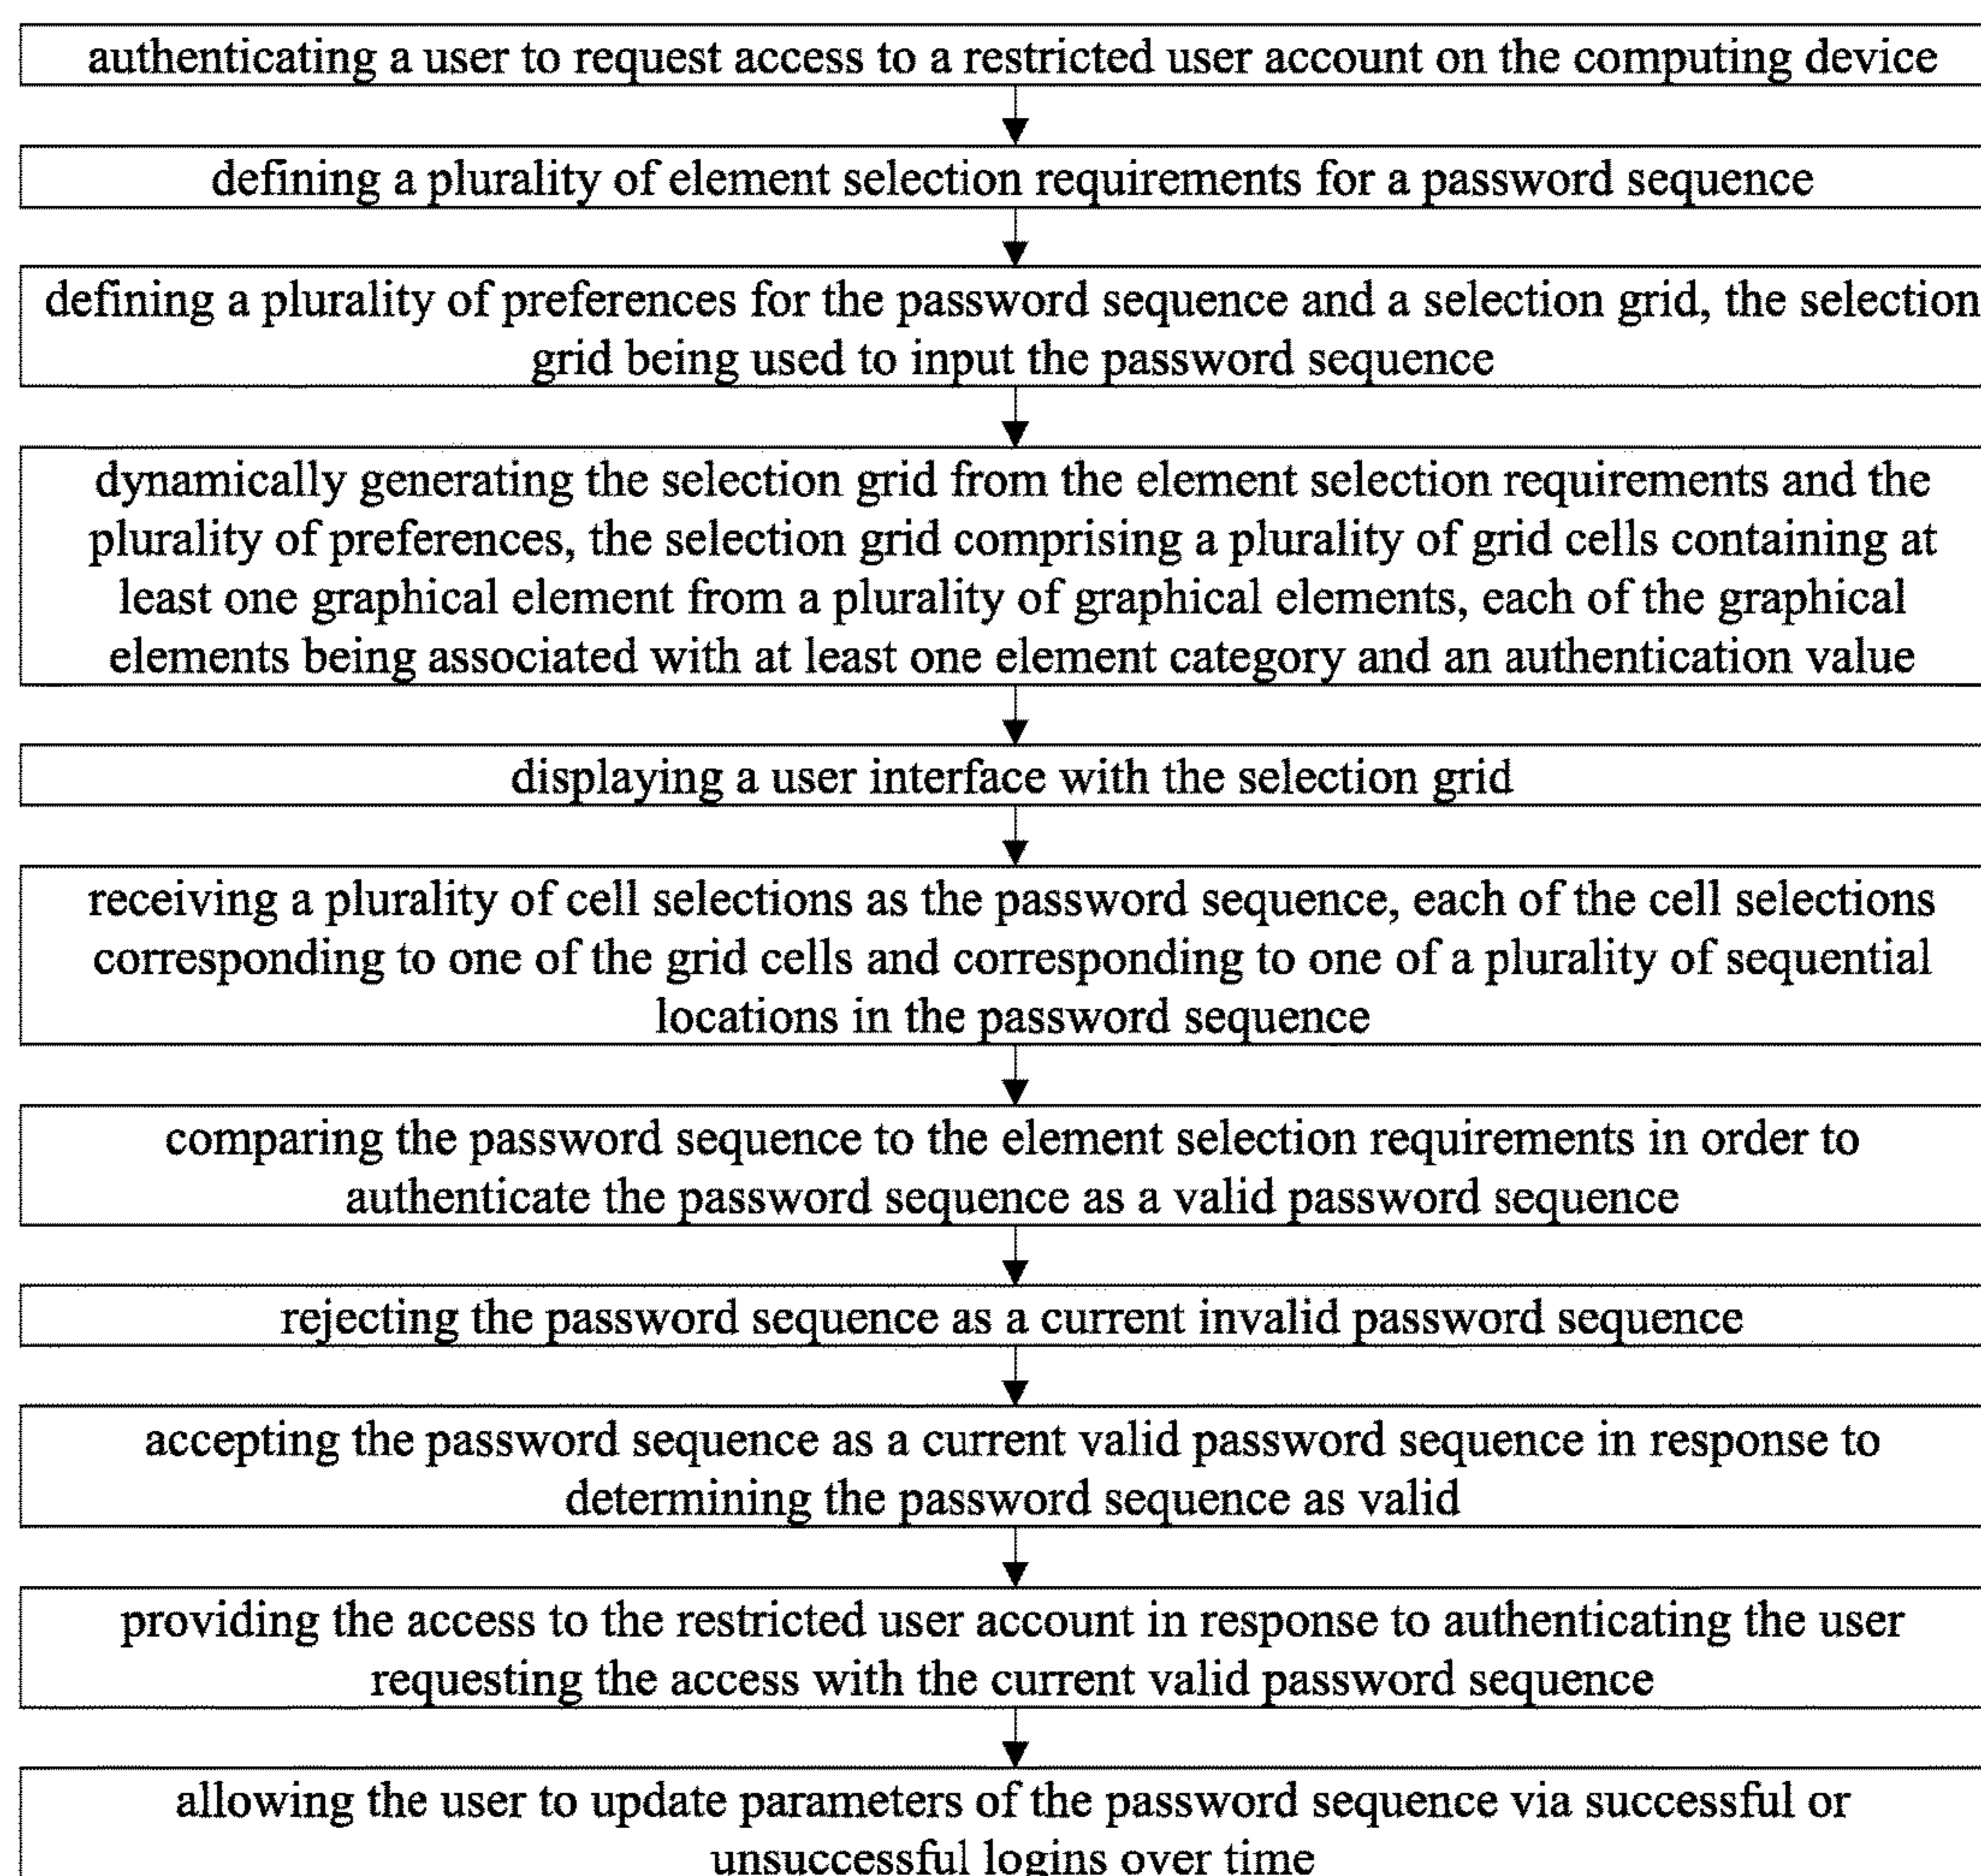 authenticating a user to request access to a restricted user account on the computing device
defining a plurality of element selection requirements for a password sequence
defining a plurality of preferences for the password sequence and a selection grid, the selection
grid being used to input the password sequence
dynamically generating the selection grid from the element selection requirements and the
plurality of preferences, the selection grid comprising a plurality of grid cells containing at
least one graphical element from a plurality of graphical elements, each of the graphical
elements being associated with at least one element category and an authentication value
displaying a user interface with the selection grid
receiving a plurality of cell selections as the password sequence, each of the cell selections
corresponding to one of the grid cells and corresponding to one of a plurality of sequential
locations in the password sequence
comparing the password sequence to the element selection requirements in order to
authenticate the password sequence as a valid password sequence
rejecting the password sequence as a current invalid password sequence
accepting the password sequence as a current valid password sequence in response to
determining the password sequence as valid
providing the access to the restricted user account in response to authenticating the user
requesting the access with the current valid password sequence
allowing the user to update parameters of the password sequence via successful or
unsuccessful logins over time